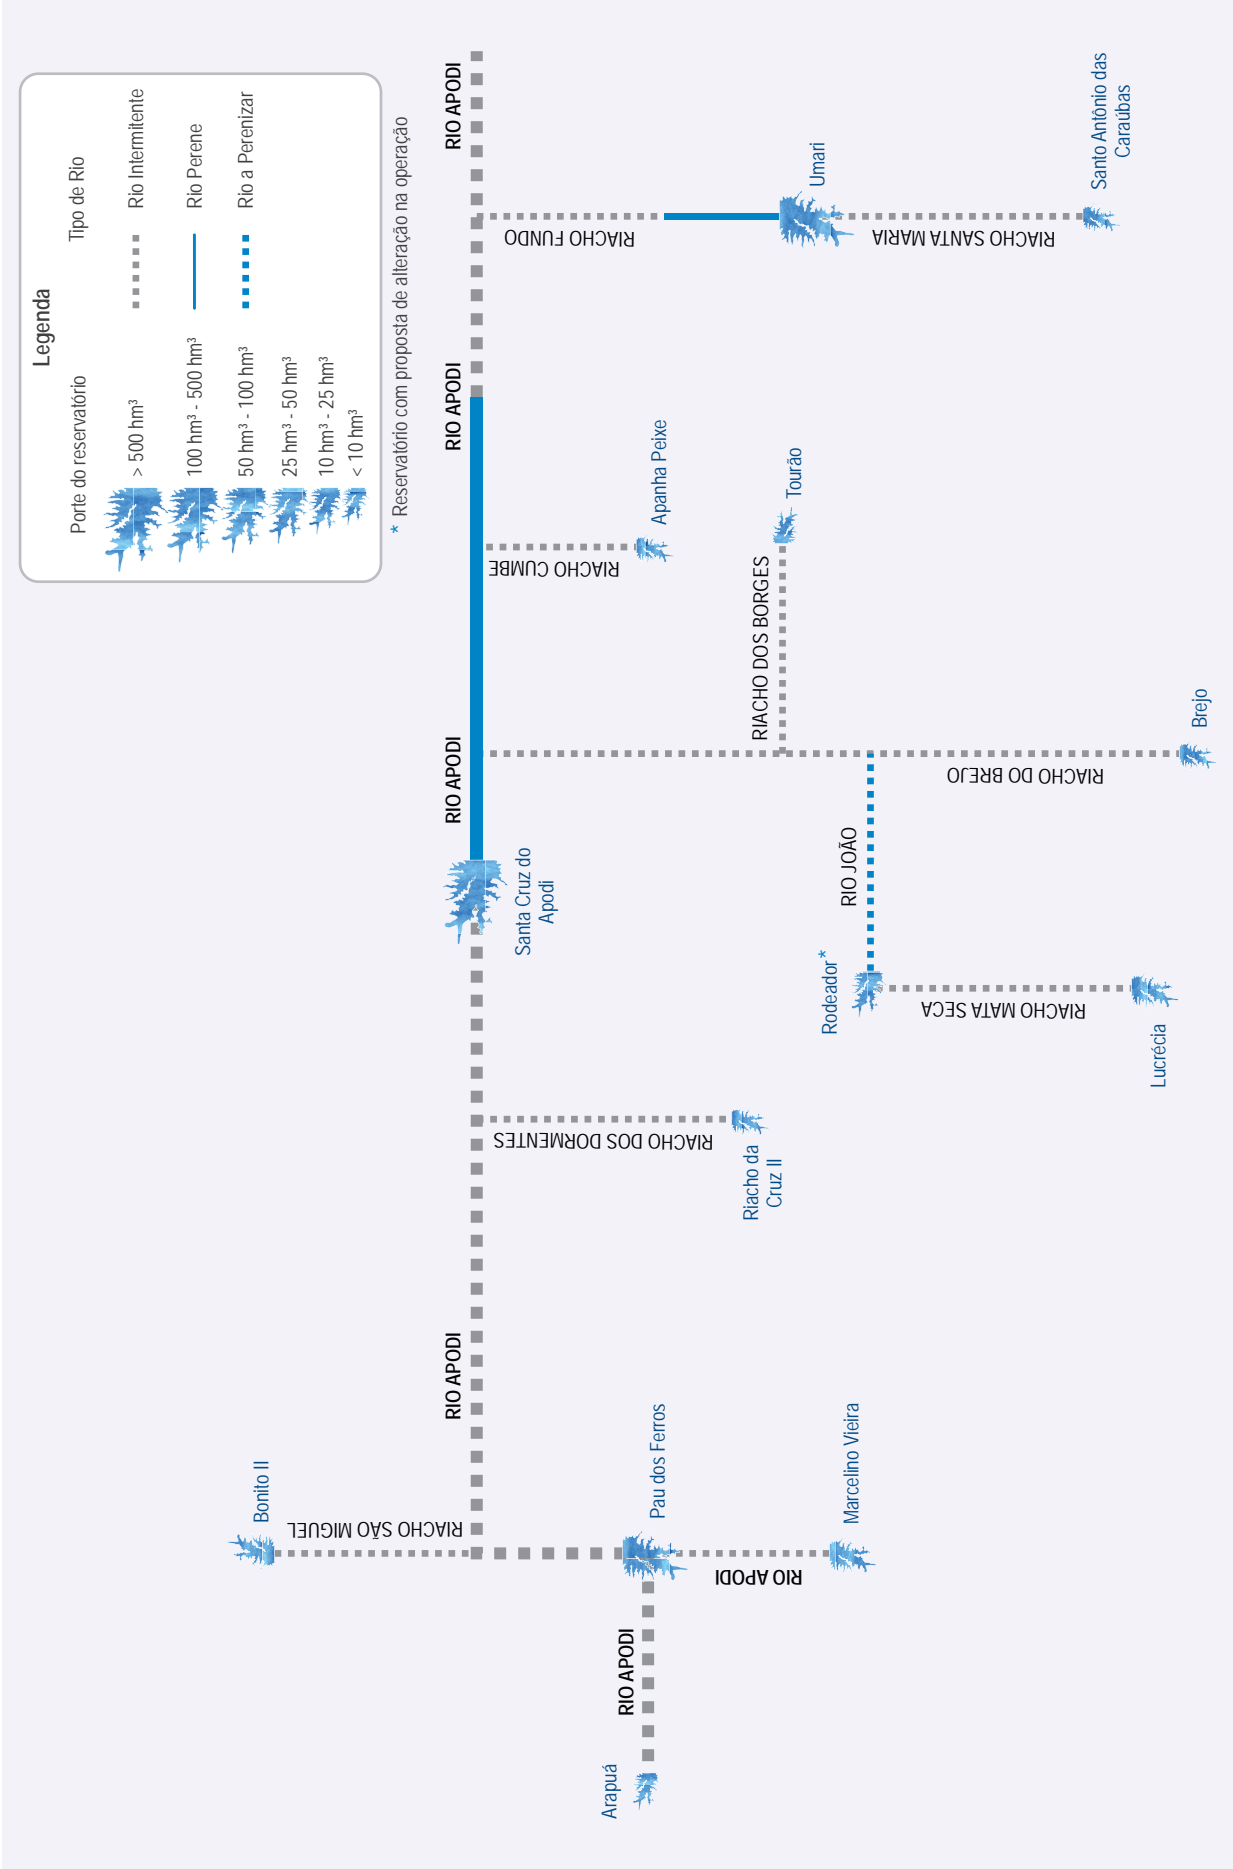 Legenda
Porte do reservatório
Tipo de Rio
> 500 hm³
100 hm³ - 500 hm³
50 hm³ - 100 hm³
25 hm³ - 50 hm³
10 hm³ - 25 hm³
< 10 hm³
Rio Intermitente
Rio Perene
Rio a Perenizar
* Reservatório com proposta de alteração na operação
Bonito II
RIACHO SÃO MIGUEL
RIO APODI
RIO APODI
RIO APODI
RIO APODI
Santa Cruz do
Apodi
RIACHO CUMBE
Apanha Peixe
RIACHO FUNDO
Umari
RIACHO SANTA MARIA
Santo Antônio das
Caraúbas
Arapuá
RIO APODI
Pau dos Ferros
RIO APODI
Marcelino Vieira
RIACHO DOS DORMENTES
Riacho da
Cruz II
RIACHO DOS BORGES
Tourão
Rodeador*
RIO JOÃO
RIACHO MATA SECA
Lucrécia
RIACHO DO BREJO
Brejo